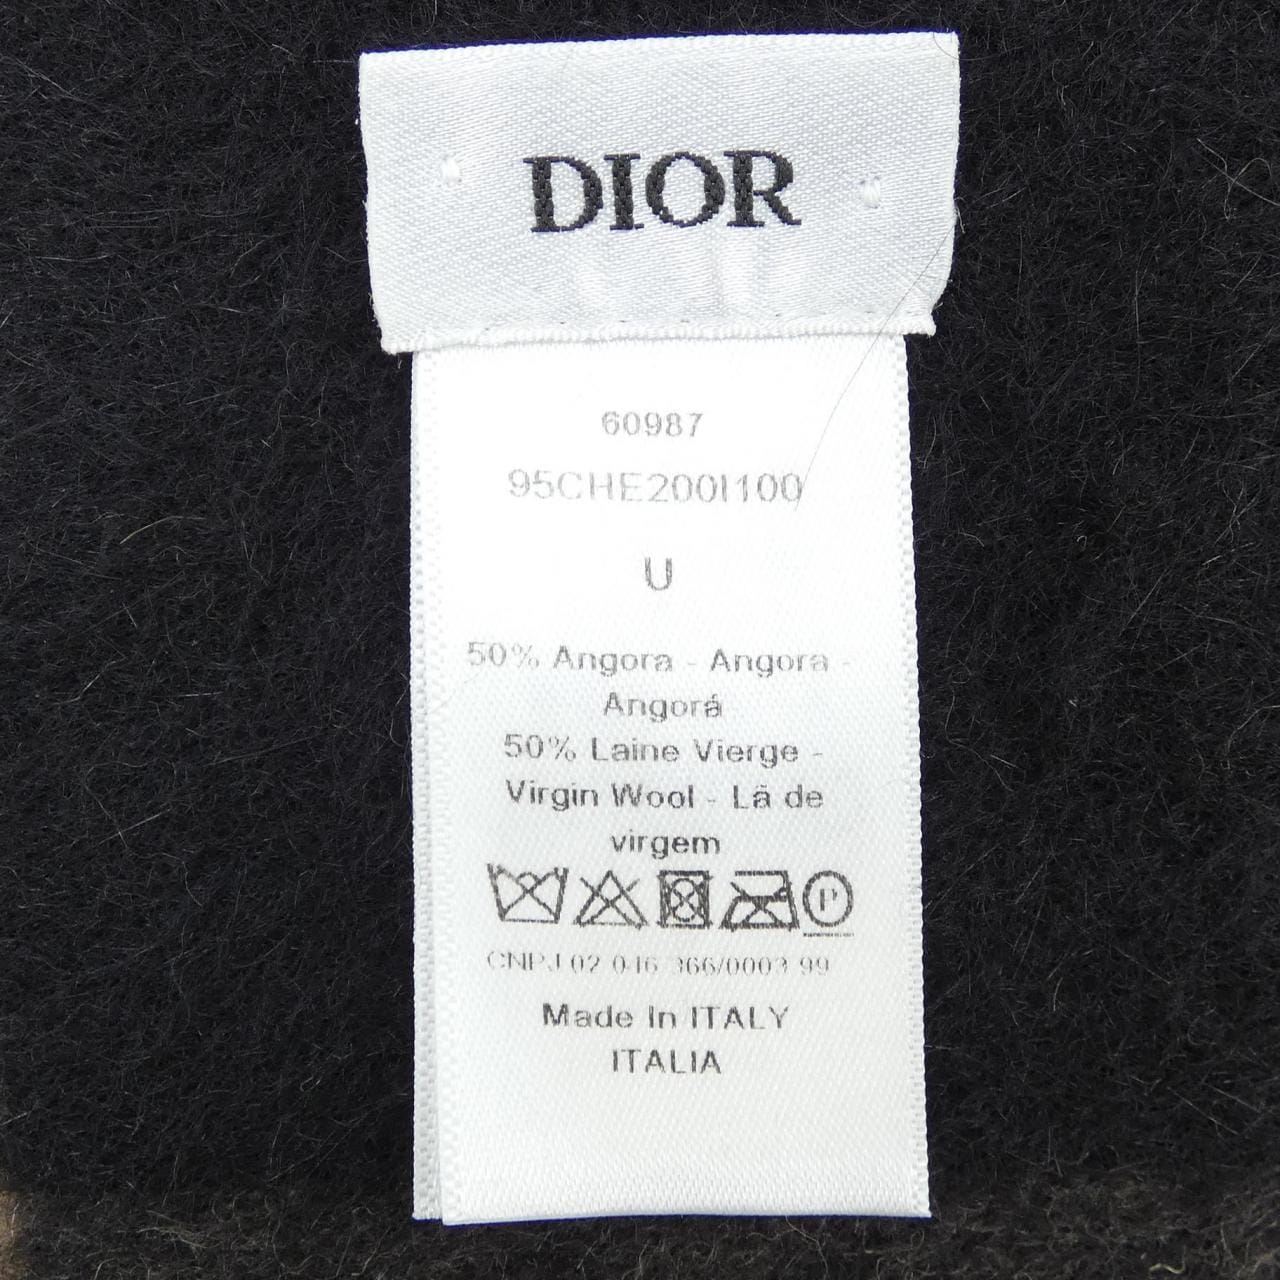 DIOR
60987
95CHE200I100
U
50% Angora - Angora -
Angorá
50% Laine Vierge -
Virgin Wool - Lã de
virgem
P
CNPJ 02 046 366/0003 99
Made In ITALY
ITALIA